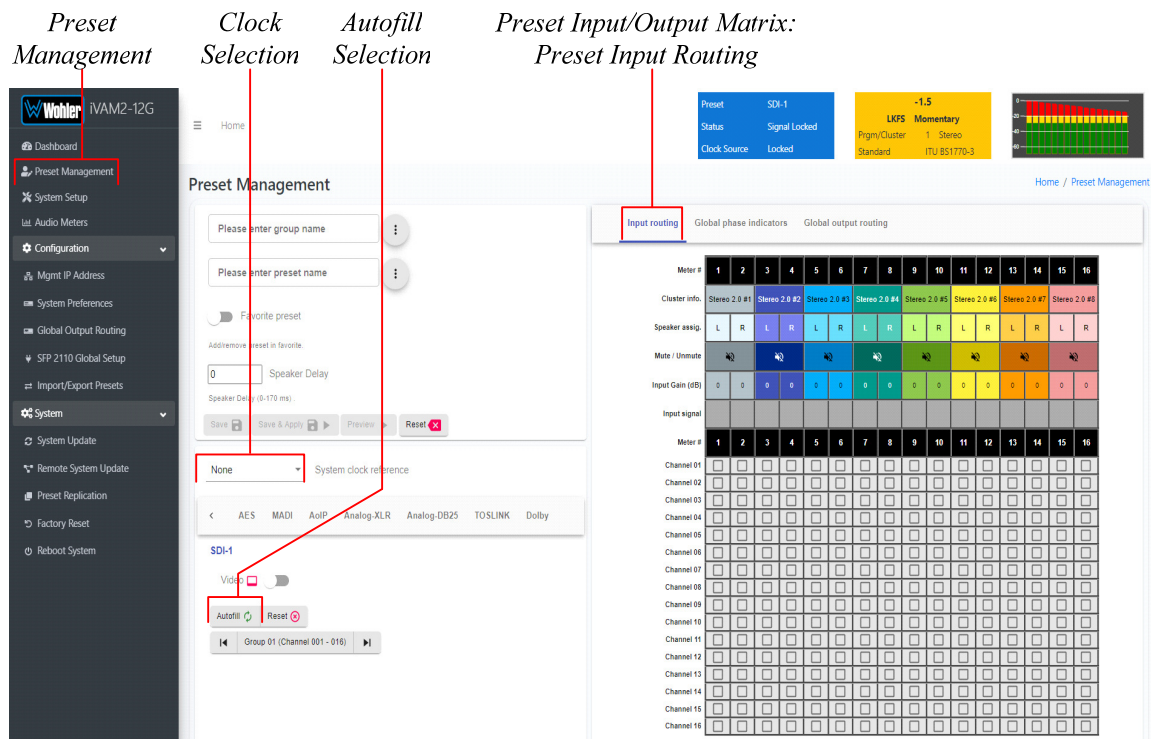 Preset Management
Clock Selection
Autofill Selection
Preset Input/Output Matrix:
Preset Input Routing
Wohler iVAM2-12G
Dashboard
Preset Management
System Setup
Audio Meters
Configuration
Mgmt IP Address
System Preferences
Global Output Routing
SFP 2110 Global Setup
Import/Export Presets
System
System Update
Remote System Update
Preset Replication
Factory Reset
Reboot System
Home
Preset SDI-1
Status Signal Locked
Clock Source Locked
-1.5
LKFS Momentary
Prgm/Cluster 1 Stereo
Standard ITU BS1770-3
0
-20
-40
-60
Preset Management
Home / Preset Management
Please enter group name
Please enter preset name
Favorite preset
Add/remove preset in favorite.
0 Speaker Delay
Speaker Delay (0-170 ms) .
Save Save & Apply Preview Reset
None System clock reference
AES MADI AoIP Analog-XLR Analog-DB25 TOSLINK Dolby
SDI-1
Video
Autofill Reset
Group 01 (Channel 001 - 016)
Input routing Global phase indicators Global output routing
Meter # 1 2 3 4 5 6 7 8 9 10 11 12 13 14 15 16
Cluster info. Stereo 2.0 #1 Stereo 2.0 #2 Stereo 2.0 #3 Stereo 2.0 #4 Stereo 2.0 #5 Stereo 2.0 #6 Stereo 2.0 #7 Stereo 2.0 #8
Speaker assig. L R L R L R L R L R L R L R L R
Mute / Unmute
Input Gain (dB) 0 0 0 0 0 0 0 0 0 0 0 0 0 0 0 0
Input signal
Meter # 1 2 3 4 5 6 7 8 9 10 11 12 13 14 15 16
Channel 01
Channel 02
Channel 03
Channel 04
Channel 05
Channel 06
Channel 07
Channel 08
Channel 09
Channel 10
Channel 11
Channel 12
Channel 13
Channel 14
Channel 15
Channel 16